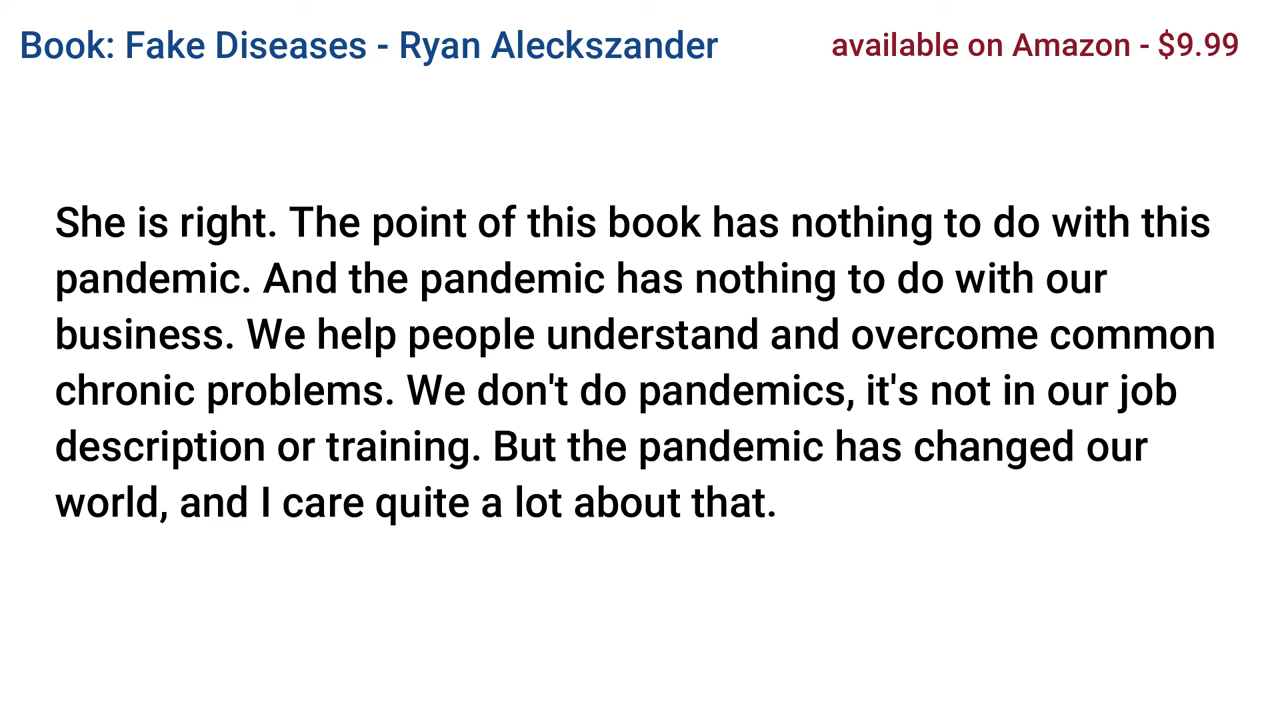 Book: Fake Diseases - Ryan Aleckszander
available on Amazon - $9.99
She is right. The point of this book has nothing to do with this
pandemic. And the pandemic has nothing to do with our
business. We help people understand and overcome common
chronic problems. We don't do pandemics, it's not in our job
description or training. But the pandemic has changed our
world, and I care quite a lot about that.